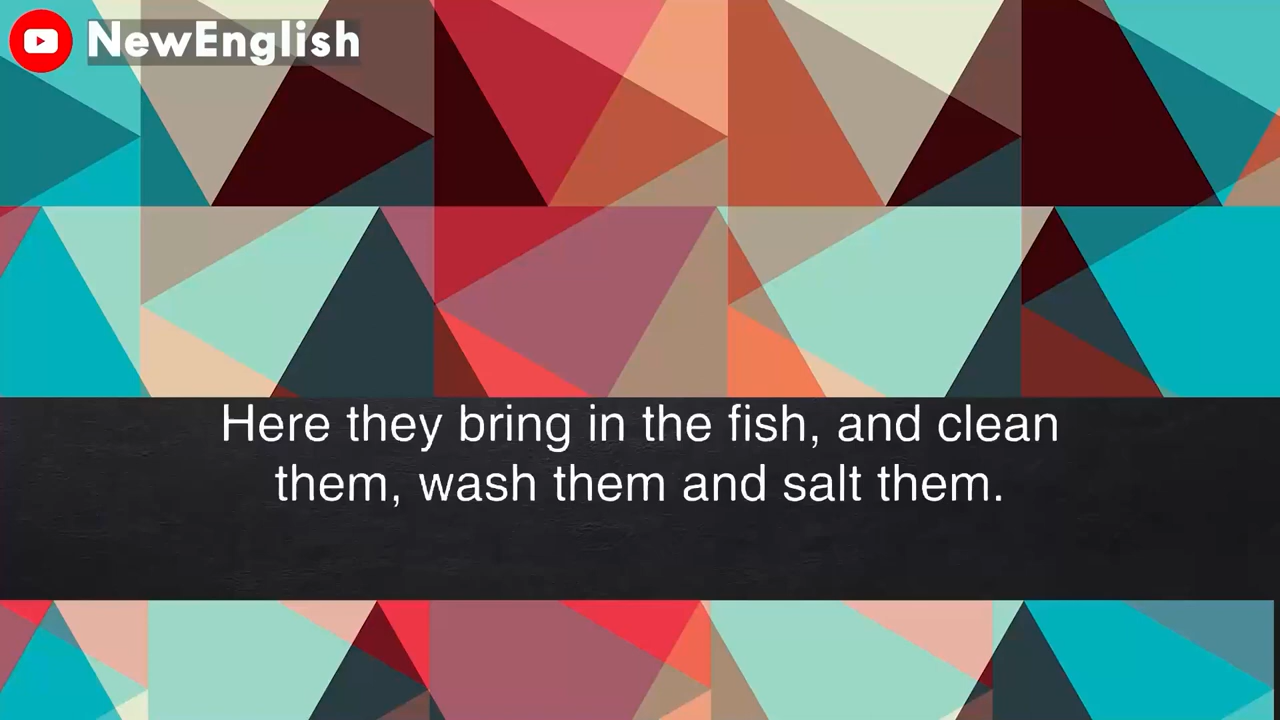 NewEnglish
Here they bring in the fish, and clean
them, wash them and salt them.